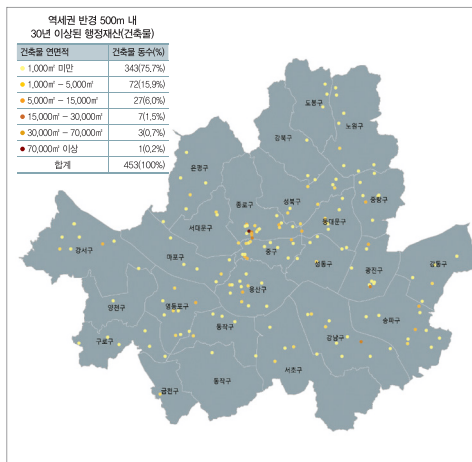 역세권 반경 500m 내
30년 이상된 행정재산(건축물)
건축물 연면적 건축물 동수(%)
1,000㎡ 미만 343(75.7%)
1,000㎡ - 5,000㎡ 72(15.9%)
5,000㎡ - 15,000㎡ 27(6.0%)
15,000㎡ - 30,000㎡ 7(1.5%)
30,000㎡ - 70,000㎡ 3(0.7%)
70,000㎡ 이상 1(0.2%)
합계 453(100%)
도봉구
노원구
강북구
은평구
종로구
성북구
중랑구
서대문구
동대문구
강서구
마포구
중구
성동구
광진구
강동구
용산구
양천구
영등포구
동작구
송파구
구로구
강남구
서초구
금천구
동작구